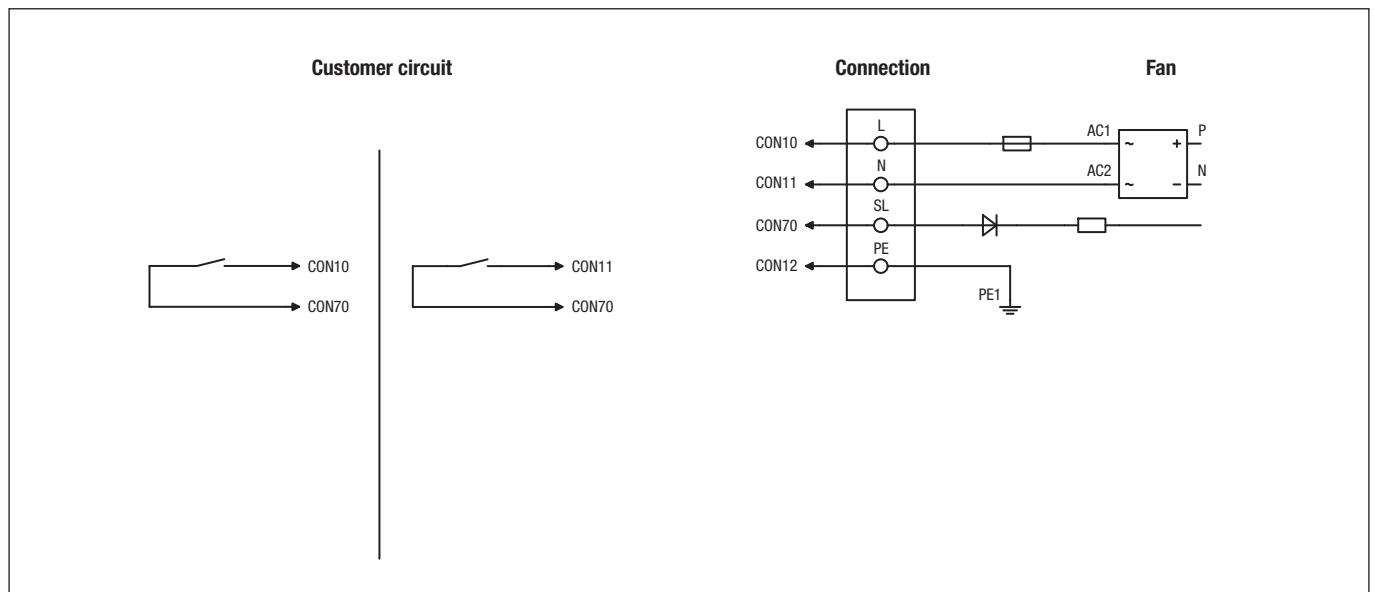 Customer circuit
CON10
CON70
CON11
CON70
Connection
Fan
L
CON10
AC1
~
+
P
N
CON11
AC2
~
−
N
SL
CON70
PE
CON12
PE1